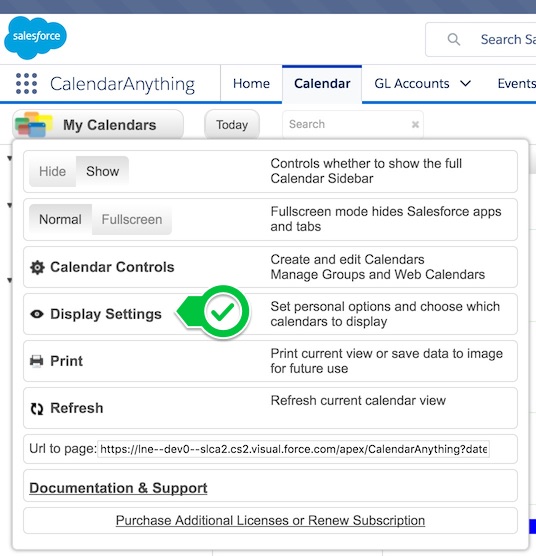 salesforce
Search Sa
CalendarAnything
Home
Calendar
GL Accounts
Events
My Calendars
Today
Search
Hide
Show
Controls whether to show the full
Calendar Sidebar
Normal
Fullscreen
Fullscreen mode hides Salesforce apps
and tabs
Calendar Controls
Create and edit Calendars
Manage Groups and Web Calendars
Display Settings
Set personal options and choose which
calendars to display
Print
Print current view or save data to image
for future use
Refresh
Refresh current calendar view
Url to page: https://lne--dev0--slca2.cs2.visual.force.com/apex/CalendarAnything?date
Documentation & Support
Purchase Additional Licenses or Renew Subscription